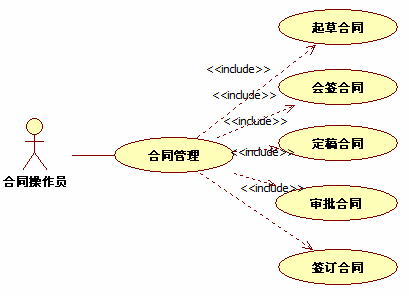 起草合同
<<include>>
会签合同
<<include>>
<<include>>
定稿合同
合同管理
<<include>>
合同操作员
<<include>>
审批合同
签订合同